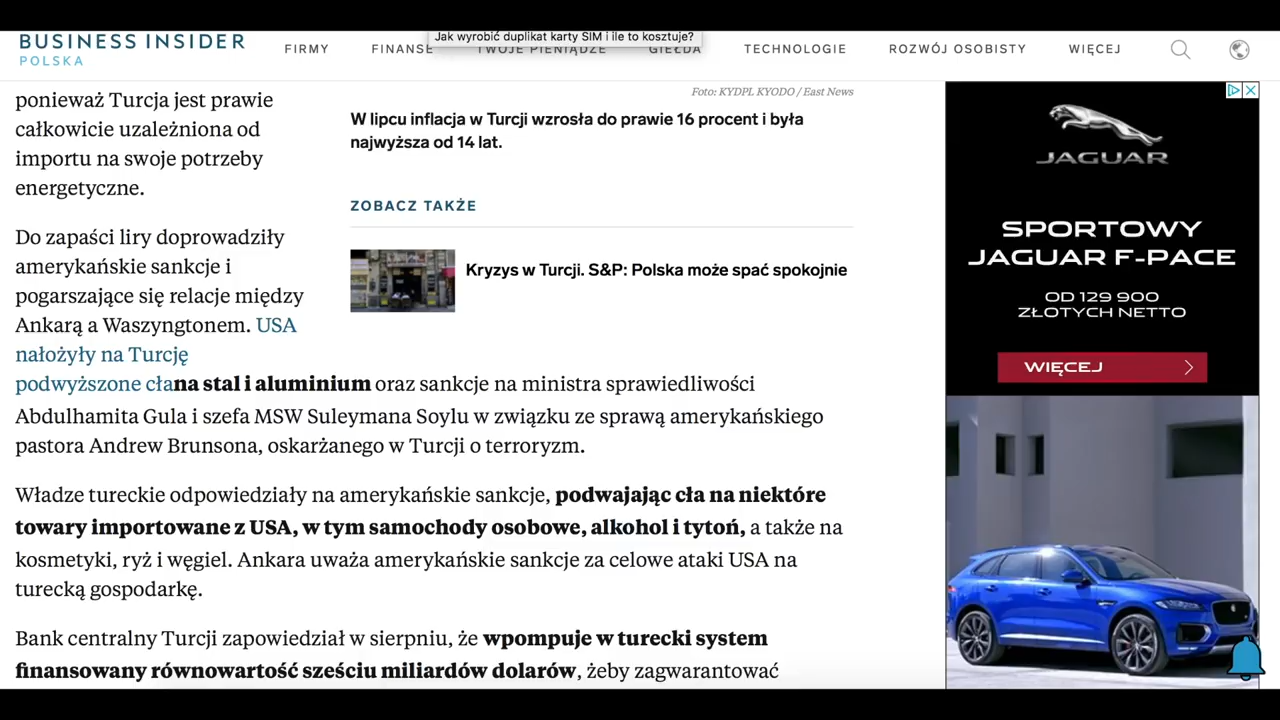 Jak wyrobić duplikat karty SIM i ile to kosztuje?
BUSINESS INSIDER
POLSKA
FIRMY
FINANSE
TWOJE PIENIĄDZE
GIEŁDA
TECHNOLOGIE
ROZWÓJ OSOBISTY
WIĘCEJ
ponieważ Turcja jest prawie
całkowicie uzależniona od
importu na swoje potrzeby
energetyczne.
Do zapaści liry doprowadziły
amerykańskie sankcje i
pogarszające się relacje między
Ankarą a Waszyngtonem. USA
nałożyły na Turcję
podwyższone cłana stal i aluminium oraz sankcje na ministra sprawiedliwości
Abdulhamita Gula i szefa MSW Suleymana Soylu w związku ze sprawą amerykańskiego
pastora Andrew Brunsona, oskarżanego w Turcji o terroryzm.
Władze tureckie odpowiedziały na amerykańskie sankcje, podwajając cła na niektóre
towary importowane z USA, w tym samochody osobowe, alkohol i tytoń, a także na
kosmetyki, ryż i węgiel. Ankara uważa amerykańskie sankcje za celowe ataki USA na
turecką gospodarkę.
Bank centralny Turcji zapowiedział w sierpniu, że wpompuje w turecki system
finansowany równowartość sześciu miliardów dolarów, żeby zagwarantować
Foto: KYDPL KYODO / East News
W lipcu inflacja w Turcji wzrosła do prawie 16 procent i była
najwyższa od 14 lat.
ZOBACZ TAKŻE
Kryzys w Turcji. S&P: Polska może spać spokojnie
JAGUAR
SPORTOWY
JAGUAR F-PACE
OD 129 900
ZŁOTYCH NETTO
WIĘCEJ